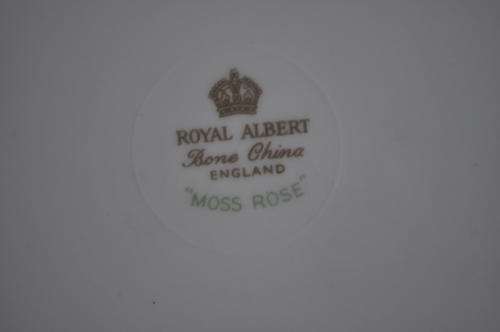 ROYAL ALBERT
Bone China
ENGLAND
"MOSS ROSE"